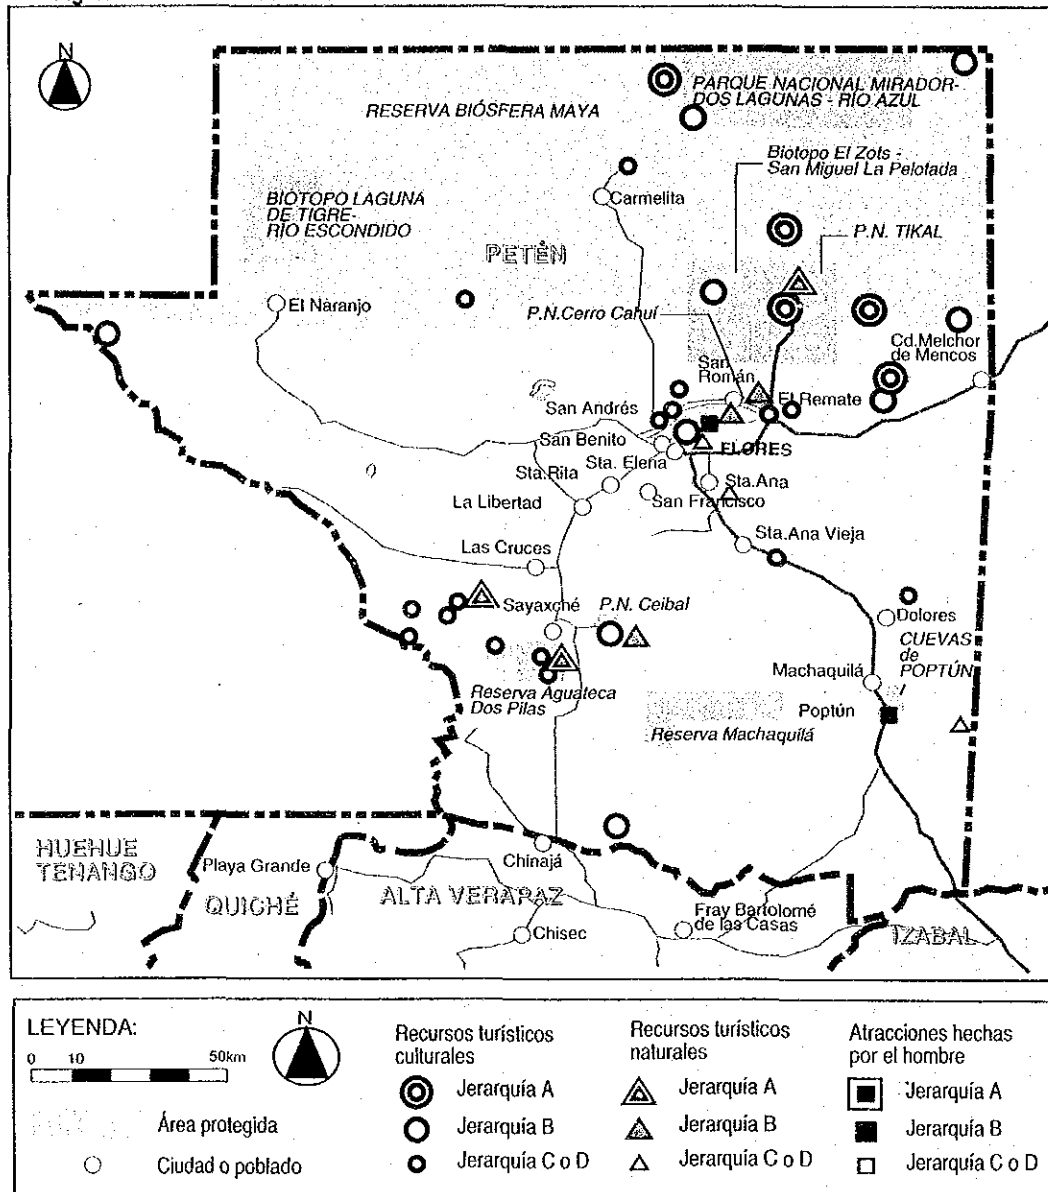 N
RESERVA BIÓSFERA MAYA
PARQUE NACIONAL MIRADOR-
DOS LAGUNAS - RÍO AZUL
Biotopo El Zots -
San Miguel La Pelotada
Carmelita
BIOTOPO LAGUNA
DE TIGRE-
RÍO ESCONDIDO
P.N. TIKAL
PETÉN
El Naranjo
P.N.Cerro Cahuí
Cd.Melchor
de Mencos
San
Román
San Andrés
El Remate
San Benito
FLORES
Sta. Elena
Sta.Rita
Sta.Ana
La Libertad
San Francisco
Sta.Ana Vieja
Las Cruces
Sayaxché
P.N. Ceibal
Dolores
CUEVAS
de
POPTÚN
Machaquilá
Reserva Aguateca
Dos Pilas
Poptún
Reserva Machaquilá
HUEHUE
TENANGO
Playa Grande
Chinajá
QUICHÉ
ALTA VERAPAZ
Fray Bartolomé
de las Casas
Chisec
IZABAL
LEYENDA:
0 10 50km
N
Área protegida
Ciudad o poblado
Recursos turísticos
culturales
Jerarquía A
Jerarquía B
Jerarquía C o D
Recursos turísticos
naturales
Jerarquía A
Jerarquía B
Jerarquía C o D
Atracciones hechas
por el hombre
Jerarquía A
Jerarquía B
Jerarquía C o D